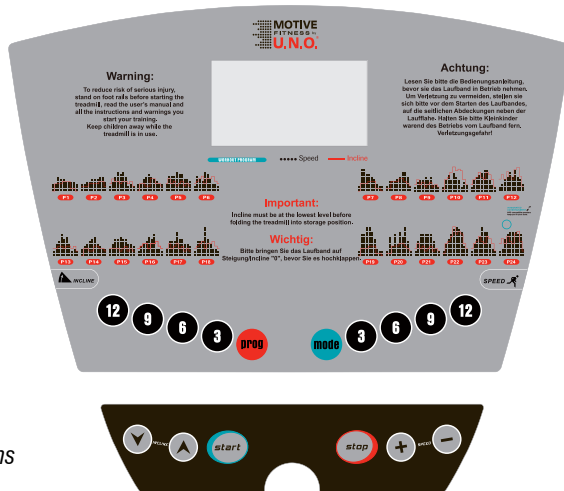 MOTIVE
FITNESS by
U.N.O.
Warning:
To reduce risk of serious injury,
stand on foot rails before starting the
treadmill, read the user's manual and
all the instructions and warnings you
start your training.
Keep children away while the
treadmill is in use.
Achtung:
Lesen Sie bitte die Bedienungsanleitung,
bevor sie das Laufband in Betrieb nehmen.
Um Verletzung zu vermeiden, stellen sie
sich bitte vor dem Starten des Laufbandes,
auf die seitlichen Abdeckungen neben der
Laufflahe. Halten Sie bitte Kleinkinder
warend des Betriebs vom Laufband fern.
Verletzungsgefahr!
WORKOUT PROGRAM
Speed
Incline
P1 P2 P3 P4 P5 P6
P7 P8 P9 P10 P11 P12
Important:
Incline must be at the lowest level before
folding the treadmill into storage position.
Wichtig:
Bitte bringen Sie das Laufband auf
Steigung/Incline "0", bevor Sie es hochklappen.
P13 P14 P15 P16 P17 P18
P19 P20 P21 P22 P23 P24
INCLINE
SPEED
12 9 6 3 prog
mode 3 6 9 12
INCLINE
start
stop
+
SPEED
−
ns